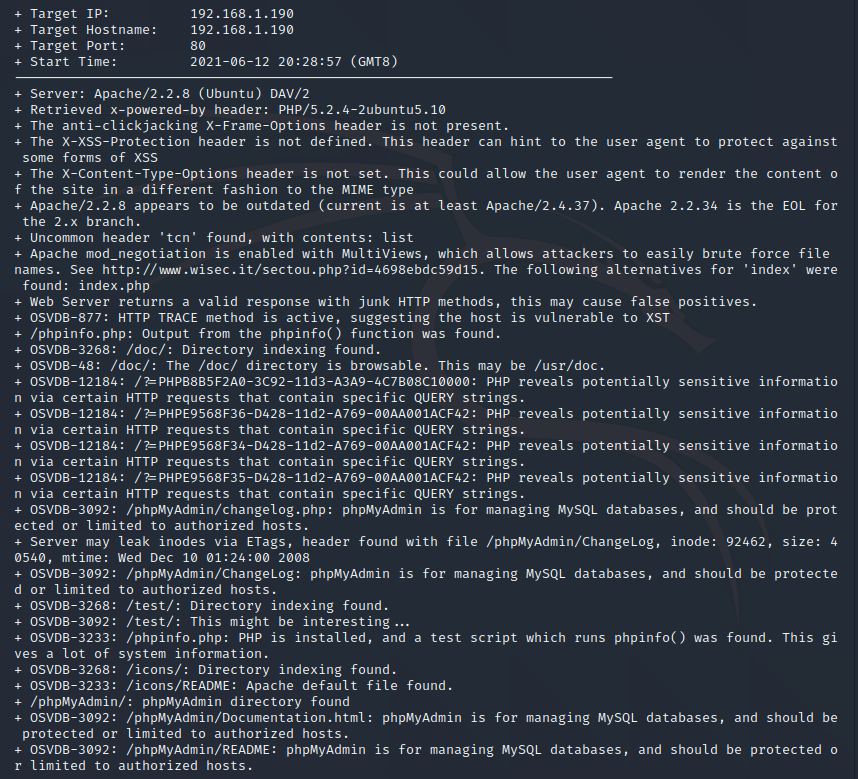 + Target IP:          192.168.1.190
+ Target Hostname:    192.168.1.190
+ Target Port:        80
+ Start Time:         2021-06-12 20:28:57 (GMT8)
---------------------------------------------------------------------------
+ Server: Apache/2.2.8 (Ubuntu) DAV/2
+ Retrieved x-powered-by header: PHP/5.2.4-2ubuntu5.10
+ The anti-clickjacking X-Frame-Options header is not present.
+ The X-XSS-Protection header is not defined. This header can hint to the user agent to protect against
 some forms of XSS
+ The X-Content-Type-Options header is not set. This could allow the user agent to render the content o
f the site in a different fashion to the MIME type
+ Apache/2.2.8 appears to be outdated (current is at least Apache/2.4.37). Apache 2.2.34 is the EOL for
 the 2.x branch.
+ Uncommon header 'tcn' found, with contents: list
+ Apache mod_negotiation is enabled with MultiViews, which allows attackers to easily brute force file
names. See http://www.wisec.it/sectou.php?id=4698ebdc59d15. The following alternatives for 'index' were
 found: index.php
+ Web Server returns a valid response with junk HTTP methods, this may cause false positives.
+ OSVDB-877: HTTP TRACE method is active, suggesting the host is vulnerable to XST
+ /phpinfo.php: Output from the phpinfo() function was found.
+ OSVDB-3268: /doc/: Directory indexing found.
+ OSVDB-48: /doc/: The /doc/ directory is browsable. This may be /usr/doc.
+ OSVDB-12184: /?=PHPB8B5F2A0-3C92-11d3-A3A9-4C7B08C10000: PHP reveals potentially sensitive informatio
n via certain HTTP requests that contain specific QUERY strings.
+ OSVDB-12184: /?=PHPE9568F36-D428-11d2-A769-00AA001ACF42: PHP reveals potentially sensitive informatio
n via certain HTTP requests that contain specific QUERY strings.
+ OSVDB-12184: /?=PHPE9568F34-D428-11d2-A769-00AA001ACF42: PHP reveals potentially sensitive informatio
n via certain HTTP requests that contain specific QUERY strings.
+ OSVDB-12184: /?=PHPE9568F35-D428-11d2-A769-00AA001ACF42: PHP reveals potentially sensitive informatio
n via certain HTTP requests that contain specific QUERY strings.
+ OSVDB-3092: /phpMyAdmin/changelog.php: phpMyAdmin is for managing MySQL databases, and should be prot
ected or limited to authorized hosts.
+ Server may leak inodes via ETags, header found with file /phpMyAdmin/ChangeLog, inode: 92462, size: 4
0540, mtime: Wed Dec 10 01:24:00 2008
+ OSVDB-3092: /phpMyAdmin/ChangeLog: phpMyAdmin is for managing MySQL databases, and should be protecte
d or limited to authorized hosts.
+ OSVDB-3268: /test/: Directory indexing found.
+ OSVDB-3092: /test/: This might be interesting...
+ OSVDB-3233: /phpinfo.php: PHP is installed, and a test script which runs phpinfo() was found. This gi
ves a lot of system information.
+ OSVDB-3268: /icons/: Directory indexing found.
+ OSVDB-3233: /icons/README: Apache default file found.
+ /phpMyAdmin/: phpMyAdmin directory found
+ OSVDB-3092: /phpMyAdmin/Documentation.html: phpMyAdmin is for managing MySQL databases, and should be
 protected or limited to authorized hosts.
+ OSVDB-3092: /phpMyAdmin/README: phpMyAdmin is for managing MySQL databases, and should be protected o
r limited to authorized hosts.